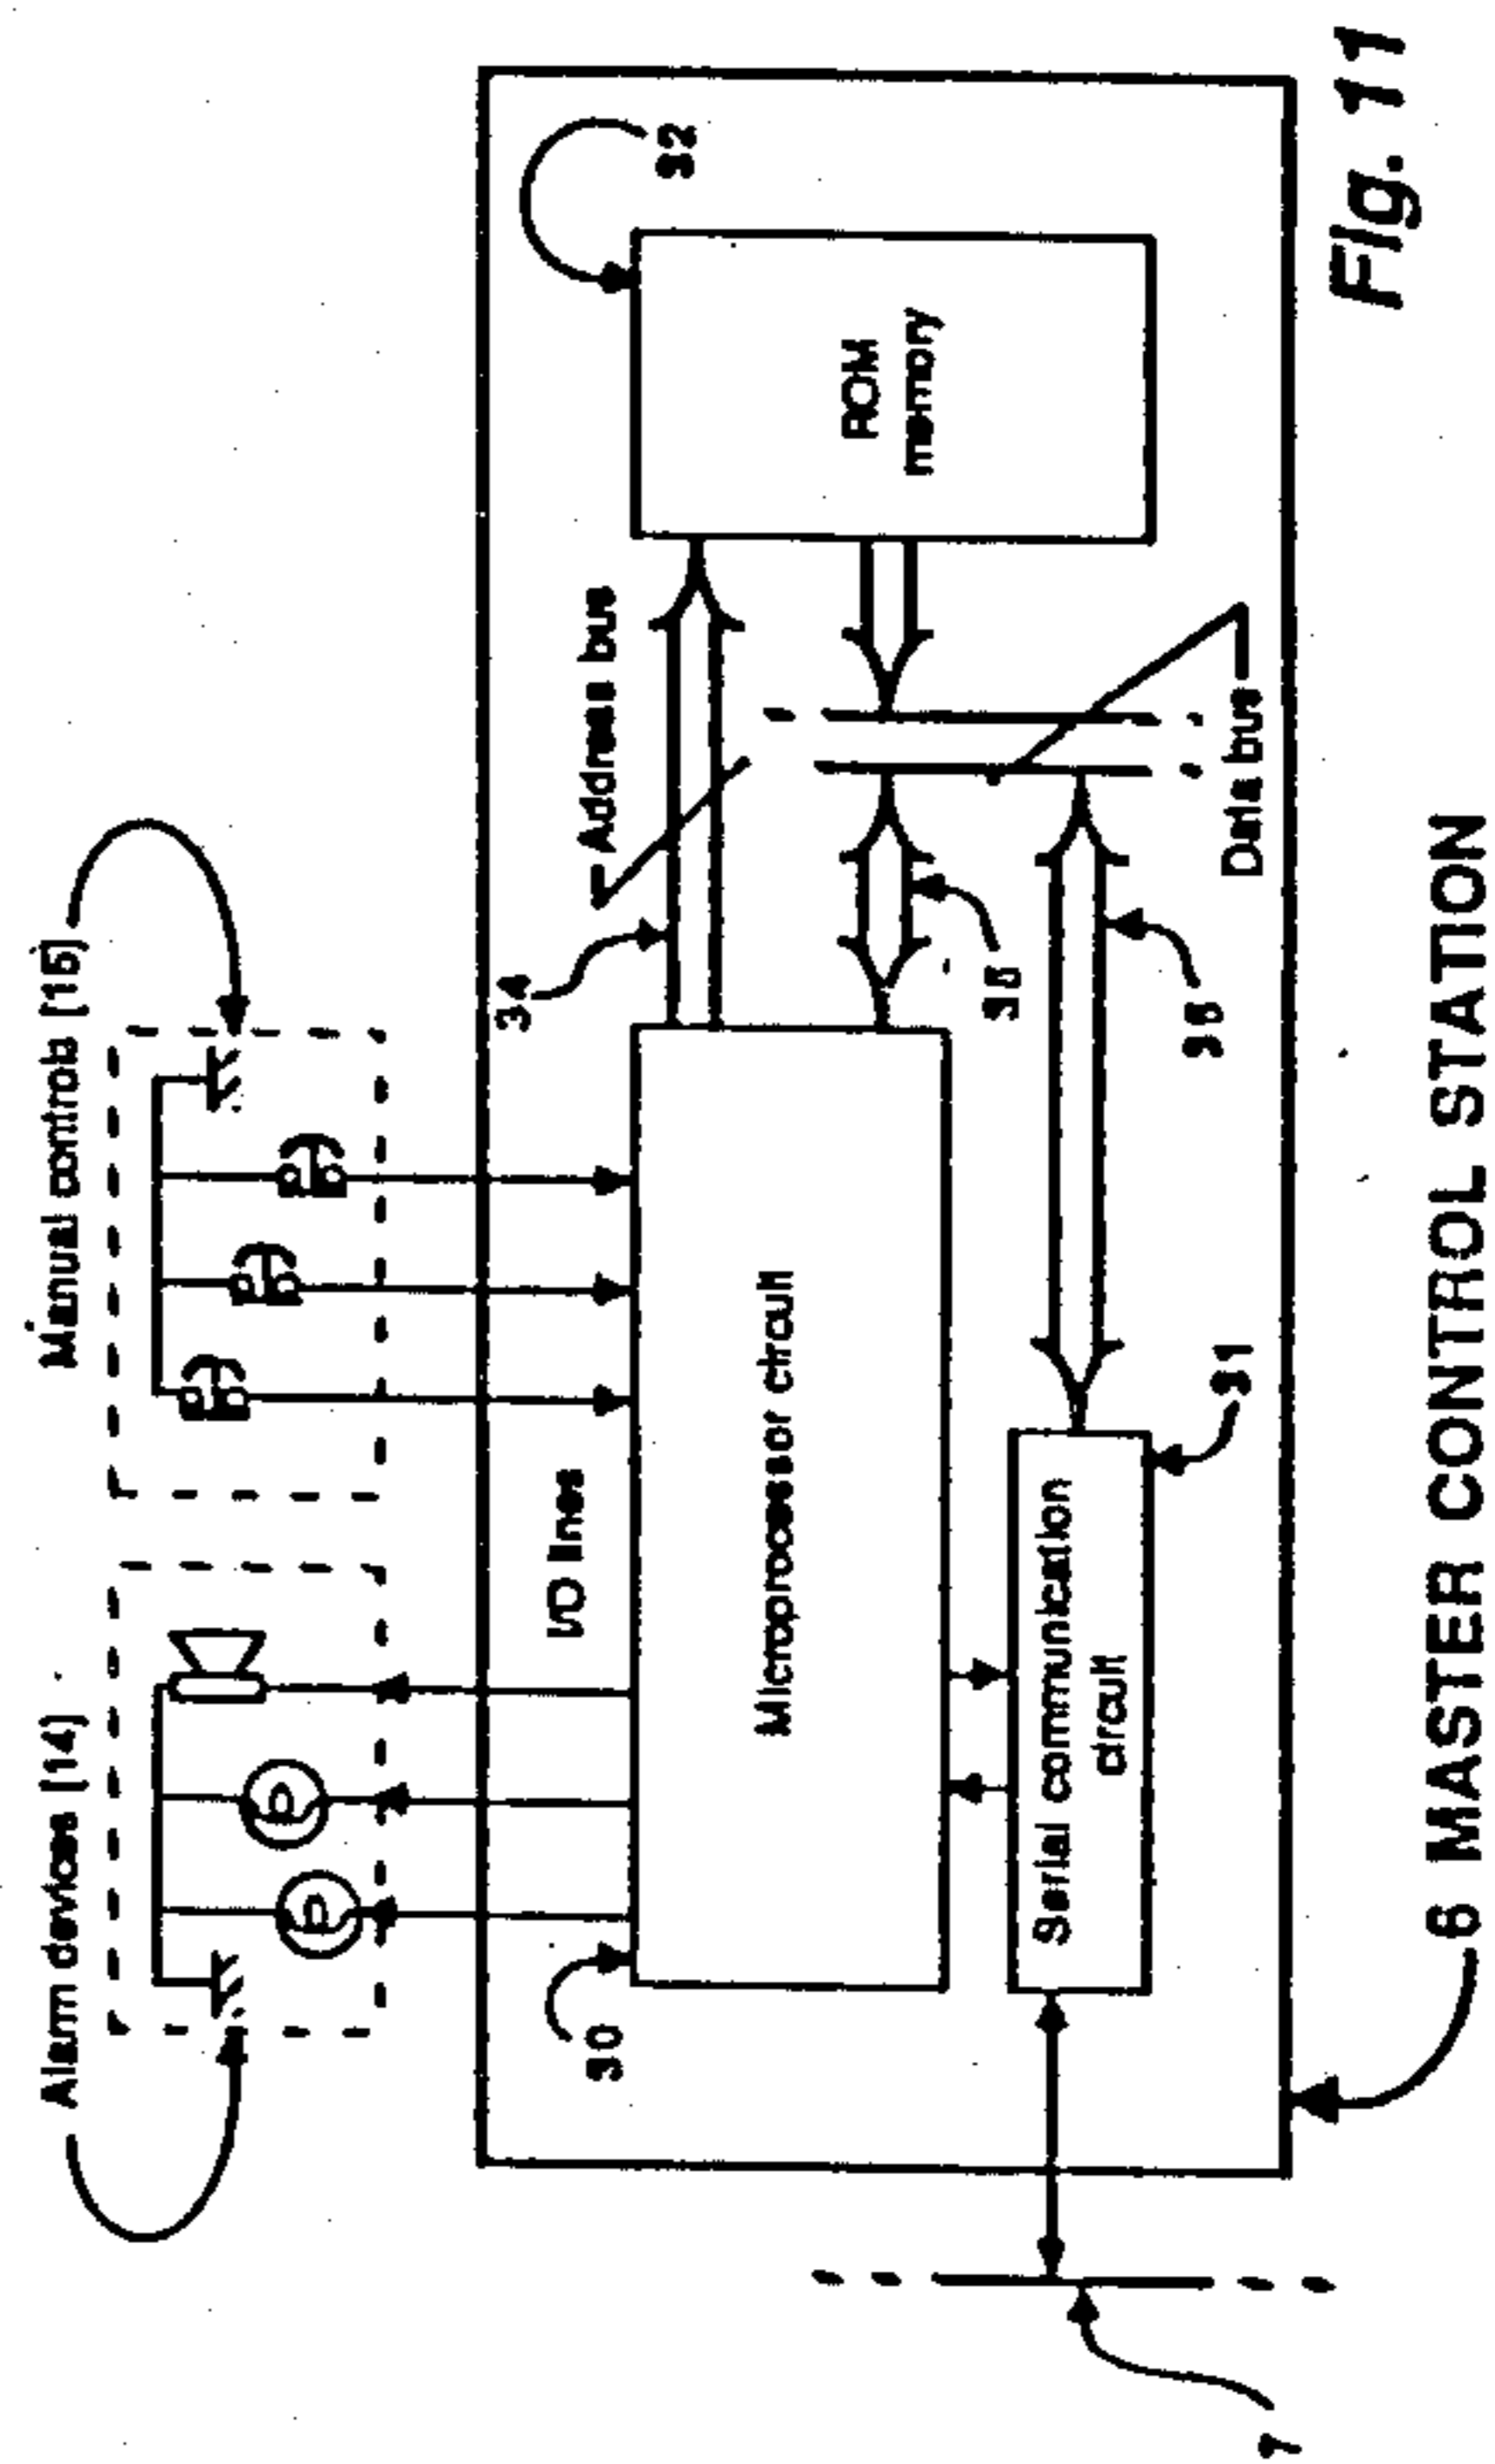 Alarm devices [14]
Manual controls [15]
I/O lines
30
34
Address bus
32
Microprocessor circuit
ROM
memory
35
Serial communication
circuit
36
31
Data bus
7
Fig. 11
8 MASTER CONTROL STATION